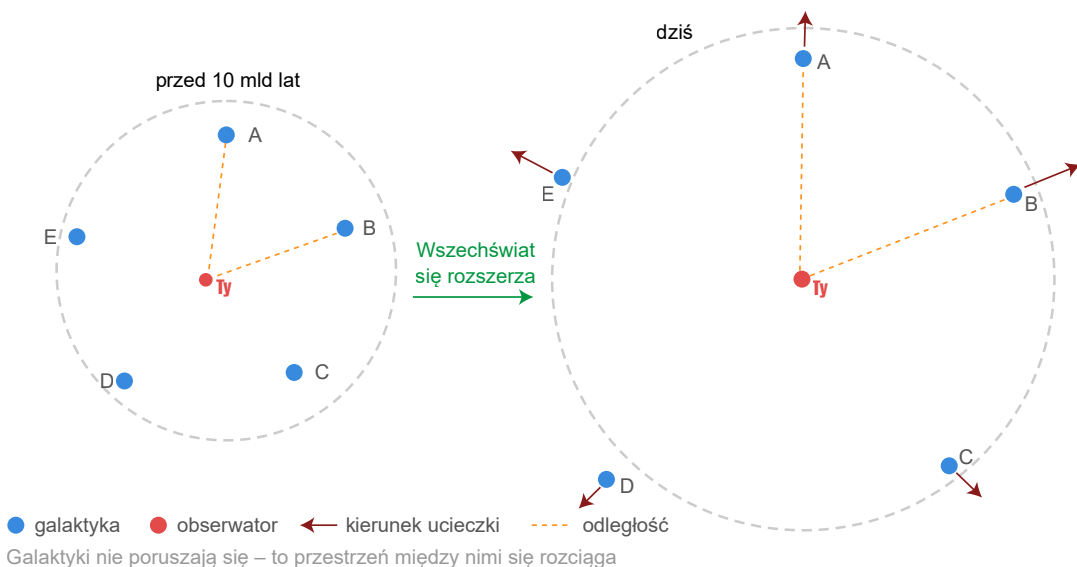 przed 10 mld lat
A
B
E
Ty
D
C
Wszechświat
się rozszerza
dziś
A
E
B
Ty
C
D
galaktyka
obserwator
kierunek ucieczki
odległość
Galaktyki nie poruszają się – to przestrzeń między nimi się rozciąga